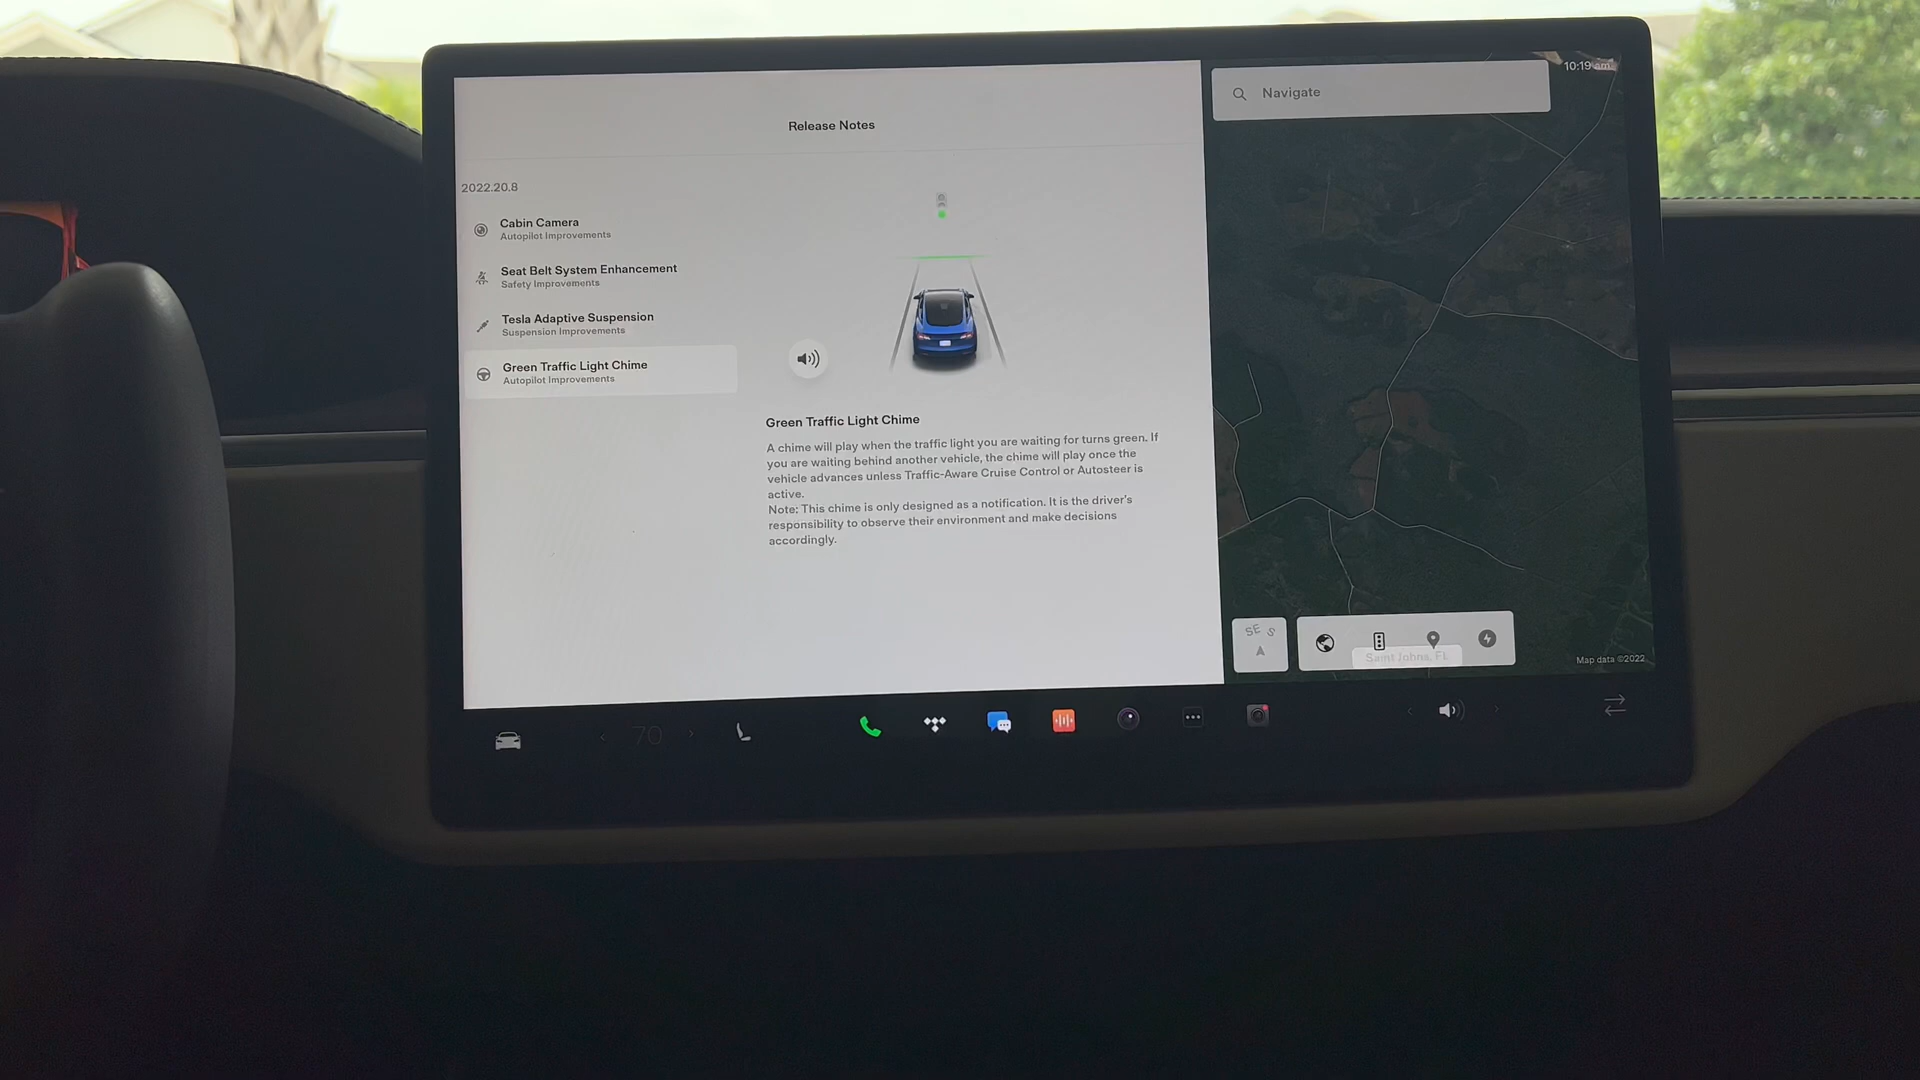 Release Notes
2022.20.8
Cabin Camera
Autopilot Improvements
Seat Belt System Enhancement
Safety Improvements
Tesla Adaptive Suspension
Suspension Improvements
Green Traffic Light Chime
Autopilot Improvements
Green Traffic Light Chime
A chime will play when the traffic light you are waiting for turns green. If
you are waiting behind another vehicle, the chime will play once the
vehicle advances unless Traffic-Aware Cruise Control or Autosteer is
active.
Note: This chime is only designed as a notification. It is the driver's
responsibility to observe their environment and make decisions
accordingly.
10:19 am
Navigate
SE S
Saint Johns, FL
Map data ©2022
70